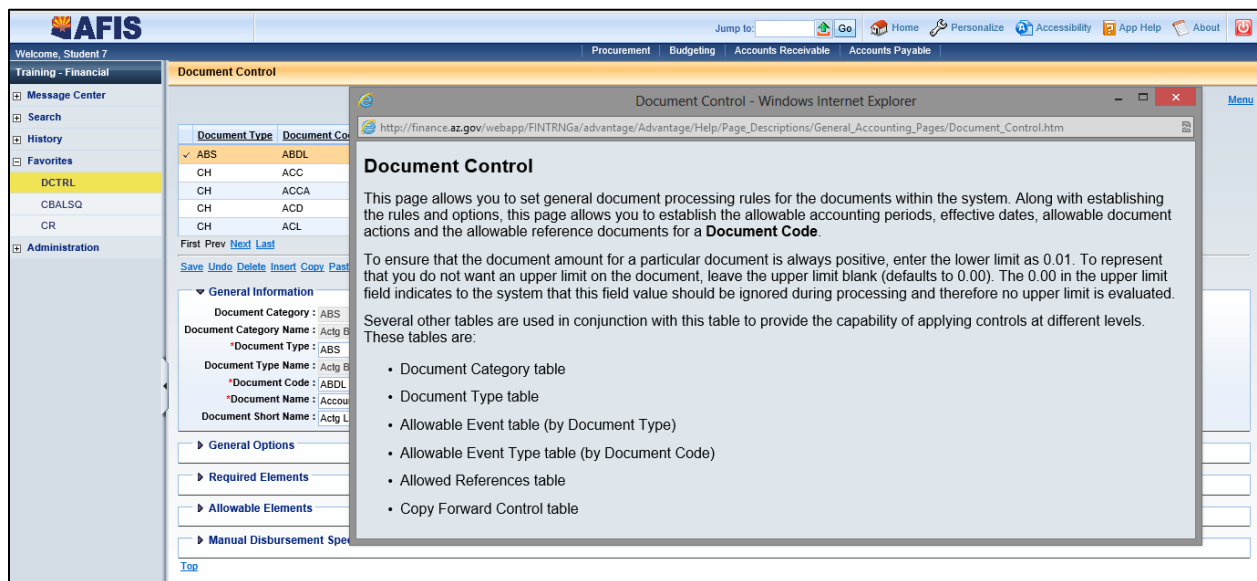 AFIS
Jump to: Go Home Personalize Accessibility App Help About
Welcome, Student 7
Procurement Budgeting Accounts Receivable Accounts Payable
Training - Financial
Document Control
Message Center
Search
History
Favorites
DCTRL
CBALSQ
CR
Administration
Menu
Document Type Document Co
ABS ABDL
CH ACC
CH ACCA
CH ACD
CH ACL
First Prev Next Last
Save Undo Delete Insert Copy Past
General Information
Document Category : ABS
Document Category Name : Actg B
*Document Type : ABS
Document Type Name : Actg B
*Document Code : ABDL
*Document Name : Accou
Document Short Name : Actg L
General Options
Required Elements
Allowable Elements
Manual Disbursement Spe
Top
Document Control - Windows Internet Explorer
http://finance.az.gov/webapp/FINTRNGa/advantage/Advantage/Help/Page_Descriptions/General_Accounting_Pages/Document_Control.htm
Document Control
This page allows you to set general document processing rules for the documents within the system. Along with establishing
the rules and options, this page allows you to establish the allowable accounting periods, effective dates, allowable document
actions and the allowable reference documents for a Document Code.
To ensure that the document amount for a particular document is always positive, enter the lower limit as 0.01. To represent
that you do not want an upper limit on the document, leave the upper limit blank (defaults to 0.00). The 0.00 in the upper limit
field indicates to the system that this field value should be ignored during processing and therefore no upper limit is evaluated.
Several other tables are used in conjunction with this table to provide the capability of applying controls at different levels.
These tables are:
• Document Category table
• Document Type table
• Allowable Event table (by Document Type)
• Allowable Event Type table (by Document Code)
• Allowed References table
• Copy Forward Control table